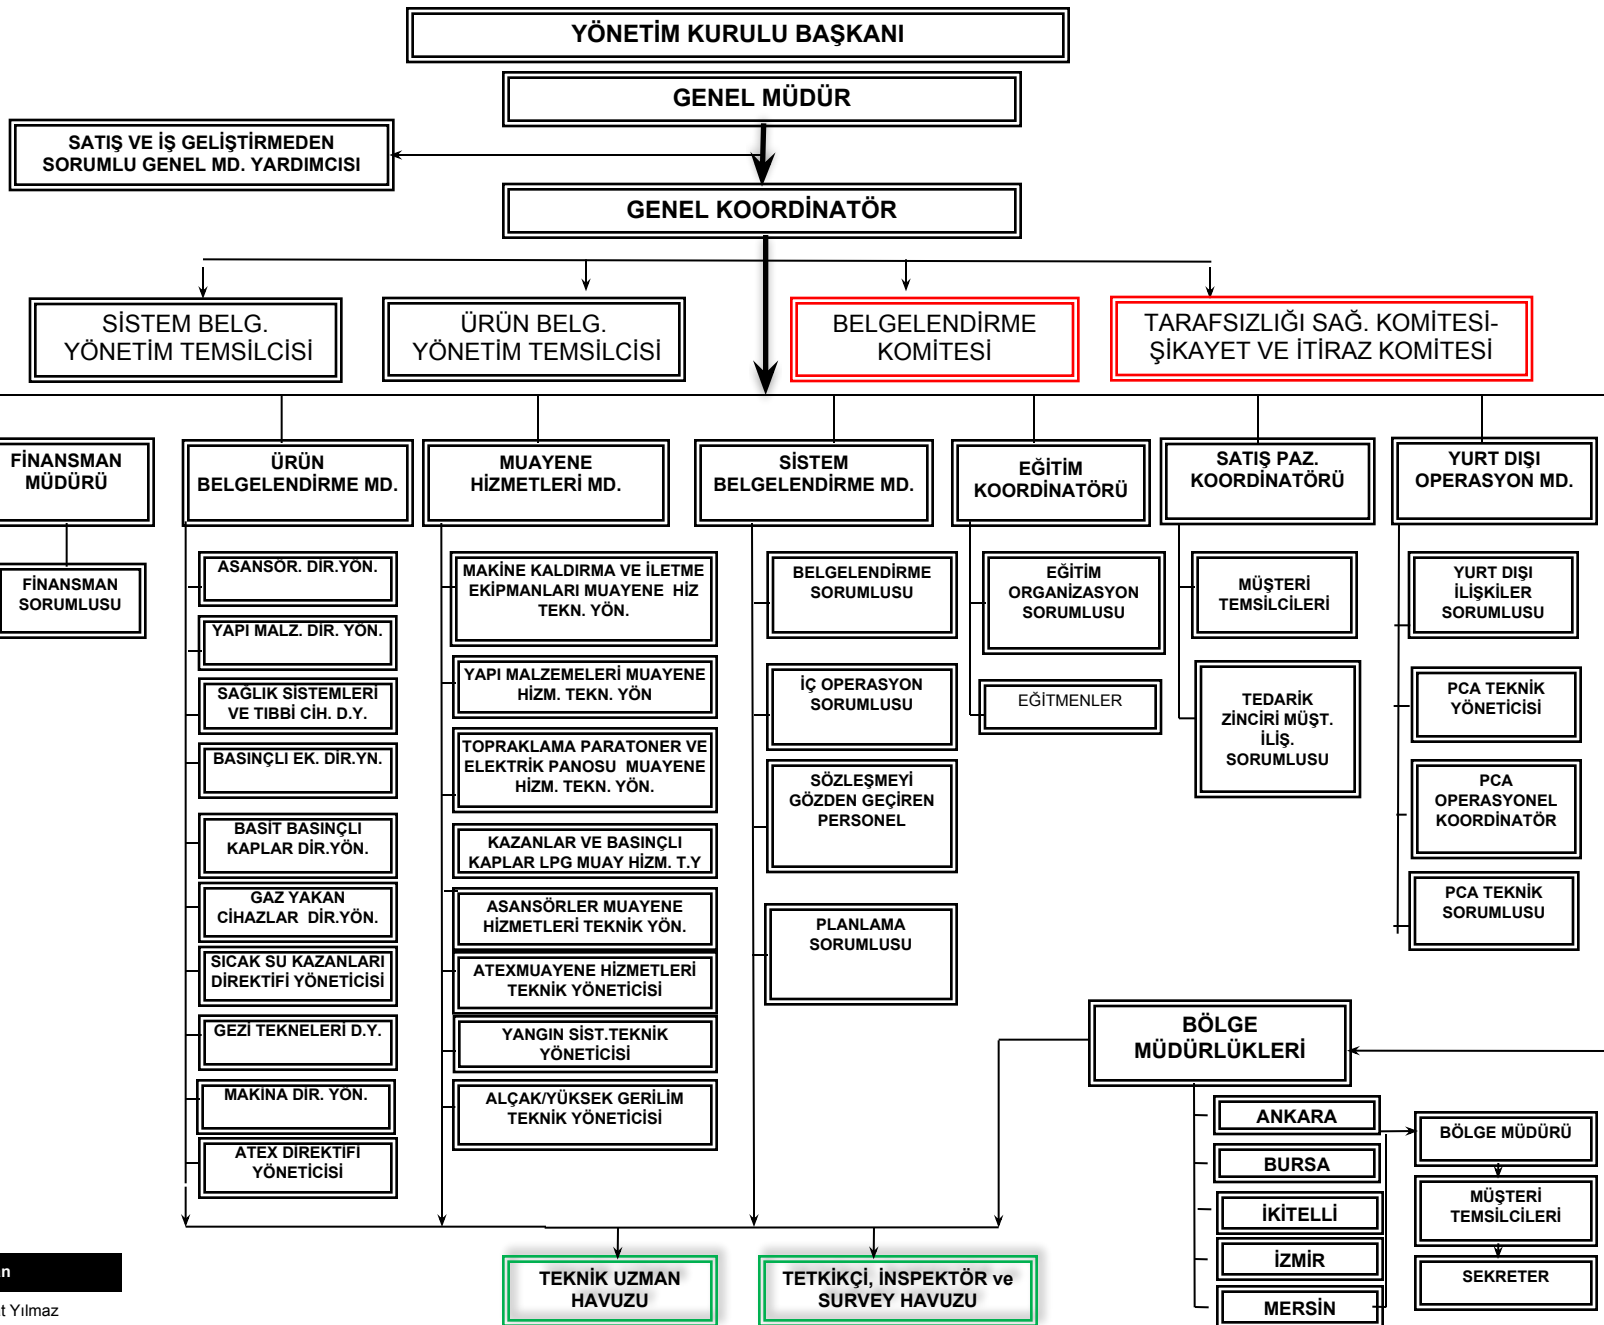 YÖNETİM KURULU BAŞKANI
GENEL MÜDÜR
SATIŞ VE İŞ GELİŞTİRMEDEN
SORUMLU GENEL MD. YARDIMCISI
GENEL KOORDİNATÖR
SİSTEM BELG.
YÖNETİM TEMSİLCİSİ
ÜRÜN BELG.
YÖNETİM TEMSİLCİSİ
BELGELENDİRME
KOMİTESİ
TARAFSIZLIĞI SAĞ. KOMİTESİ-
ŞİKAYET VE İTİRAZ KOMİTESİ
FİNANSMAN
MÜDÜRÜ
ÜRÜN
BELGELENDİRME MD.
MUAYENE
HİZMETLERİ MD.
SİSTEM
BELGELENDİRME MD.
EĞİTİM
KOORDİNATÖRÜ
SATIŞ PAZ.
KOORDİNATÖRÜ
YURT DIŞI
OPERASYON MD.
FİNANSMAN
SORUMLUSU
ASANSÖR. DIR.YÖN.
YAPI MALZ. DIR. YÖN.
SAĞLIK SİSTEMLERİ
VE TIBBİ CİH. D.Y.
BASINÇLI EK. DIR.YN.
BASİT BASINÇLI
KAPLAR DİR.YÖN.
GAZ YAKAN
CİHAZLAR DİR.YÖN.
SICAK SU KAZANLARI
DİREKTİFİ YÖNETİCİSİ
GEZİ TEKNELERİ D.Y.
MAKİNA DIR. YÖN.
ATEX DİREKTİFİ
YÖNETİCİSİ
MAKİNE KALDIRMA VE İLETME
EKİPMANLARI MUAYENE HİZ
TEKN. YÖN.
YAPI MALZEMELERİ MUAYENE
HİZM. TEKN. YÖN
TOPRAKLAMA PARATONER VE
ELEKTRİK PANOSU MUAYENE
HİZM. TEKN. YÖN.
KAZANLAR VE BASINÇLI
KAPLAR LPG MUAY HİZM. T.Y
ASANSÖRLER MUAYENE
HİZMETLERİ TEKNİK YÖN.
ATEXMUAYENE HİZMETLERİ
TEKNİK YÖNETİCİSİ
YANGIN SİST.TEKNİK
YÖNETİCİSİ
ALÇAK/YÜKSEK GERİLİM
TEKNİK YÖNETİCİSİ
BELGELENDİRME
SORUMLUSU
İÇ OPERASYON
SORUMLUSU
SÖZLEŞMEYİ
GÖZDEN GEÇİREN
PERSONEL
PLANLAMA
SORUMLUSU
EĞİTİM
ORGANİZASYON
SORUMLUSU
EĞİTMENLER
MÜŞTERİ
TEMSİLCİLERİ
TEDARİK
ZİNCİRİ MÜŞT.
İLİŞ.
SORUMLUSU
YURT DIŞI
İLİŞKİLER
SORUMLUSU
PCA TEKNİK
YÖNETİCİSİ
PCA
OPERASYONEL
KOORDİNATÖR
PCA TEKNİK
SORUMLUSU
BÖLGE
MÜDÜRLÜKLERİ
ANKARA
BURSA
İKİTELLİ
İZMİR
MERSİN
BÖLGE MÜDÜRÜ
MÜŞTERİ
TEMSİLCİLERİ
SEKRETER
TEKNİK UZMAN
HAVUZU
TETKİKÇİ, İNSPEKTÖR ve
SURVEY HAVUZU
Yılmaz